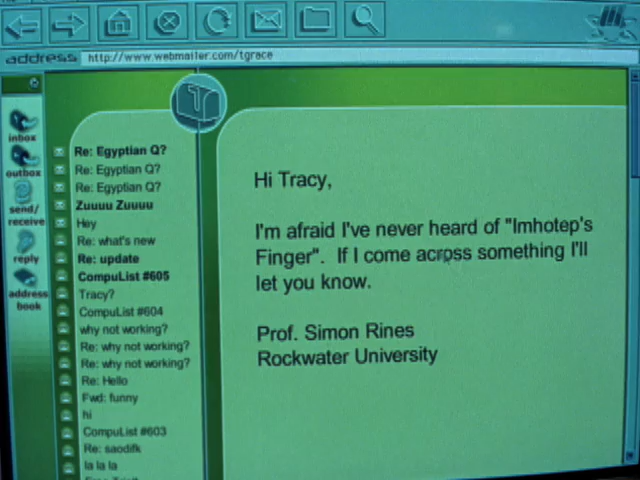 address http://www.webmailer.com/tgrace
inbox
outbox
send/
receive
reply
address
book
Re: Egyptian Q?
Re: Egyptian Q?
Re: Egyptian Q?
Zuuuu Zuuuu
Hey
Re: what's new
Re: update
CompuList #605
Tracy?
CompuList #604
why not working?
Re: why not working?
Re: why not working?
Re: Hello
Fwd: funny
hi
CompuList #603
Re: saodifk
la la la
Hi Tracy,
I'm afraid I've never heard of "Imhotep's
Finger". If I come across something I'll
let you know.
Prof. Simon Rines
Rockwater University